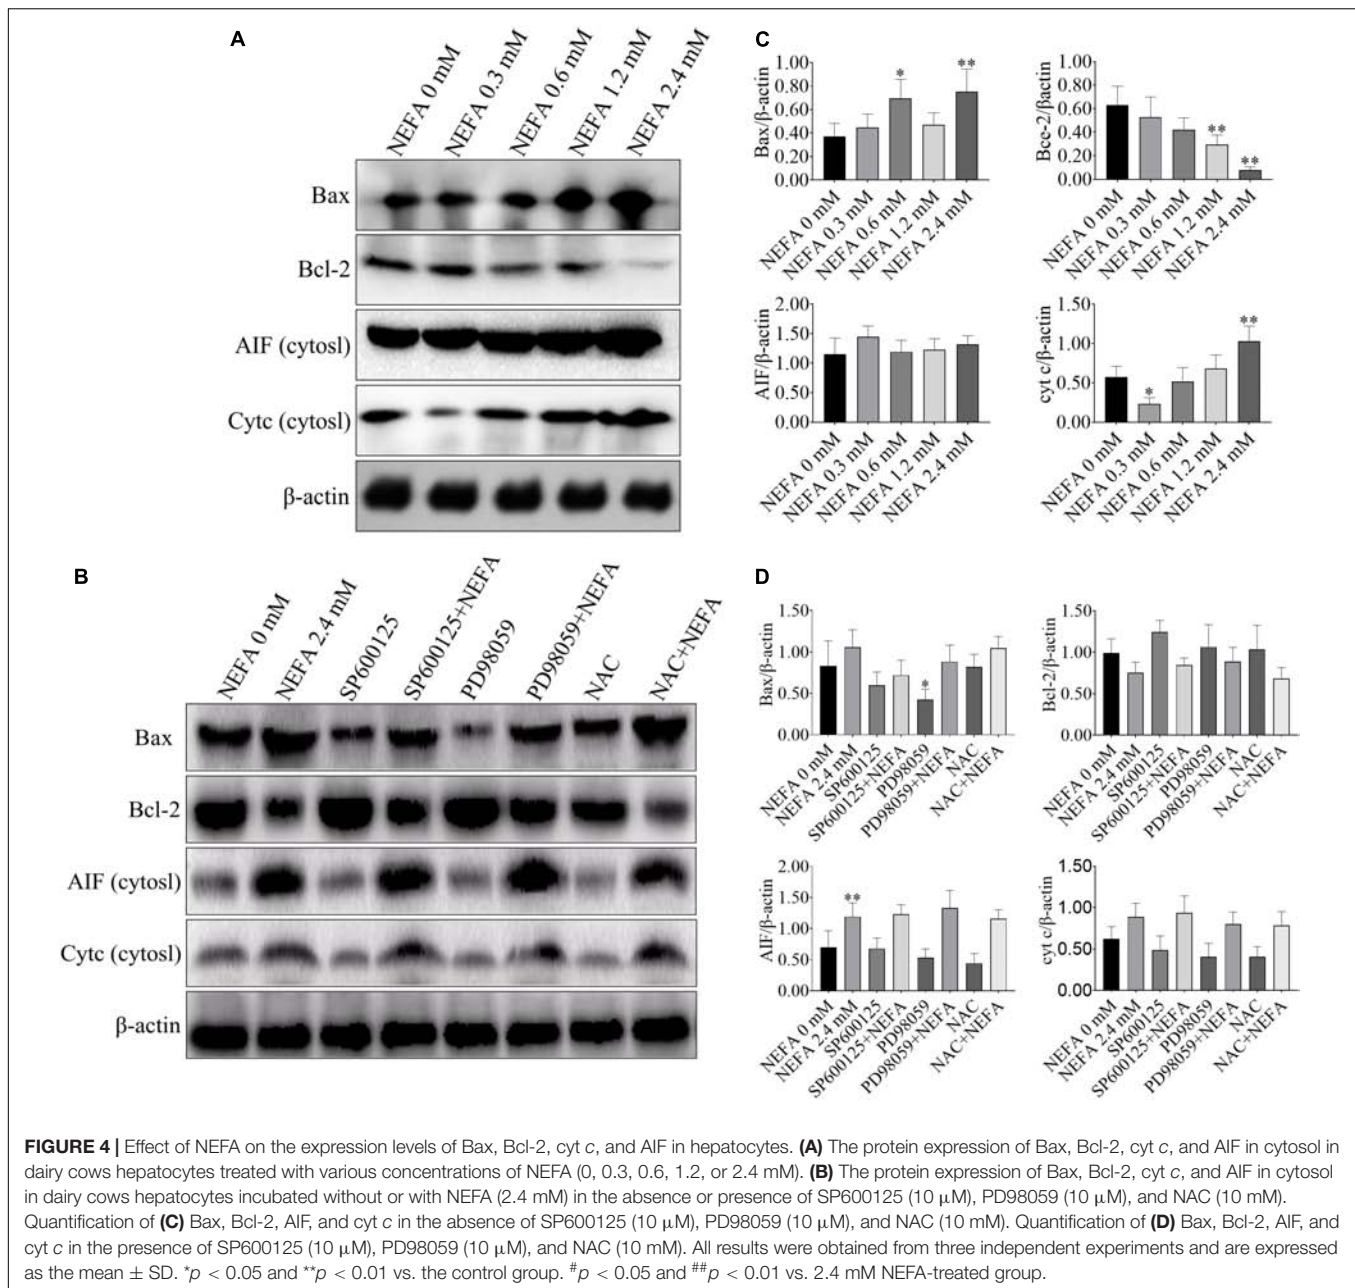 A
NEFA 0 mM
NEFA 0.3 mM
NEFA 0.6 mM
NEFA 1.2 mM
NEFA 2.4 mM
Bax
Bcl-2
AIF (cytosl)
Cytc (cytosl)
β-actin
C
Bax/β-actin
1.00
0.80
0.60
0.40
0.20
0.00
*
**
NEFA 0 mM
NEFA 0.3 mM
NEFA 0.6 mM
NEFA 1.2 mM
NEFA 2.4 mM
Bcc-2/βactin
1.00
0.80
0.60
0.40
0.20
0.00
**
**
NEFA 0 mM
NEFA 0.3 mM
NEFA 0.6 mM
NEFA 1.2 mM
NEFA 2.4 mM
AIF/β-actin
2.00
1.50
1.00
0.50
0.00
NEFA 0 mM
NEFA 0.3 mM
NEFA 0.6 mM
NEFA 1.2 mM
NEFA 2.4 mM
cyt c/β-actin
1.50
1.00
0.50
0.00
*
**
NEFA 0 mM
NEFA 0.3 mM
NEFA 0.6 mM
NEFA 1.2 mM
NEFA 2.4 mM
B
NEFA 0 mM
NEFA 2.4 mM
SP600125
SP600125+NEFA
PD98059
PD98059+NEFA
NAC
NAC+NEFA
Bax
Bcl-2
AIF (cytosl)
Cytc (cytosl)
β-actin
D
Bax/β-actin
1.50
1.00
0.50
0.00
*
NEFA 0 mM
NEFA 2.4 mM
SP600125
SP600125+NEFA
PD98059
PD98059+NEFA
NAC
NAC+NEFA
Bcl-2/β-actin
1.50
1.00
0.50
0.00
NEFA 0 mM
NEFA 2.4 mM
SP600125
SP600125+NEFA
PD98059
PD98059+NEFA
NAC
NAC+NEFA
AIF/β-actin
2.00
1.50
1.00
0.50
0.00
**
NEFA 0 mM
NEFA 2.4 mM
SP600125
SP600125+NEFA
PD98059
PD98059+NEFA
NAC
NAC+NEFA
cyt c/β-actin
1.50
1.00
0.50
0.00
NEFA 0 mM
NEFA 2.4 mM
SP600125
SP600125+NEFA
PD98059
PD98059+NEFA
NAC
NAC+NEFA
FIGURE 4 | Effect of NEFA on the expression levels of Bax, Bcl-2, cyt c, and AIF in hepatocytes. (A) The protein expression of Bax, Bcl-2, cyt c, and AIF in cytosol in
dairy cows hepatocytes treated with various concentrations of NEFA (0, 0.3, 0.6, 1.2, or 2.4 mM). (B) The protein expression of Bax, Bcl-2, cyt c, and AIF in cytosol
in dairy cows hepatocytes incubated without or with NEFA (2.4 mM) in the absence or presence of SP600125 (10 μM), PD98059 (10 μM), and NAC (10 mM).
Quantification of (C) Bax, Bcl-2, AIF, and cyt c in the absence of SP600125 (10 μM), PD98059 (10 μM), and NAC (10 mM). Quantification of (D) Bax, Bcl-2, AIF, and
cyt c in the presence of SP600125 (10 μM), PD98059 (10 μM), and NAC (10 mM). All results were obtained from three independent experiments and are expressed
as the mean ± SD. *p < 0.05 and **p < 0.01 vs. the control group. #p < 0.05 and ##p < 0.01 vs. 2.4 mM NEFA-treated group.